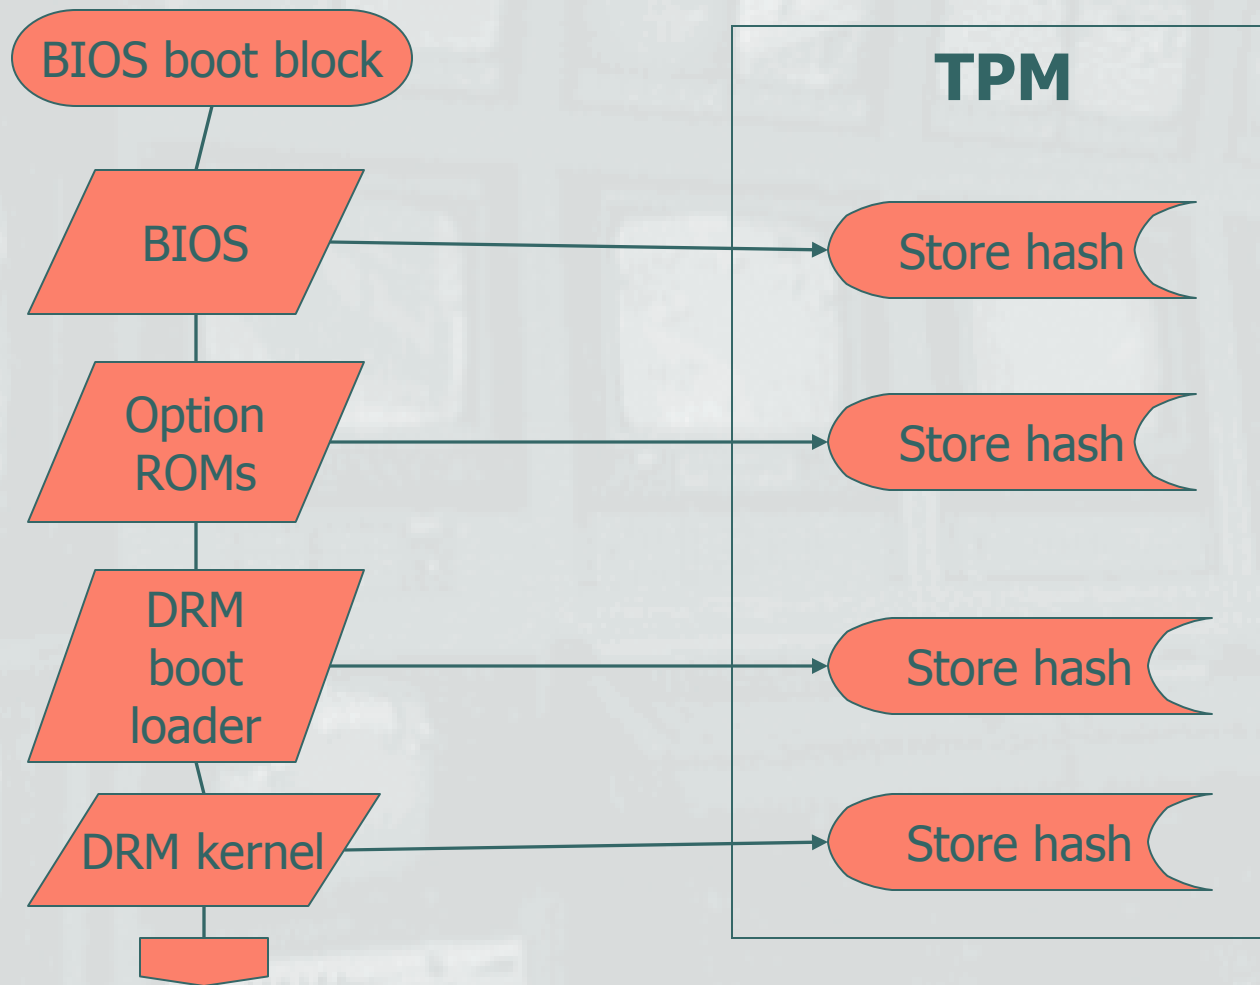 BIOS boot block
TPM
BIOS
Store hash
Option
ROMs
Store hash
DRM
boot
loader
Store hash
DRM kernel
Store hash